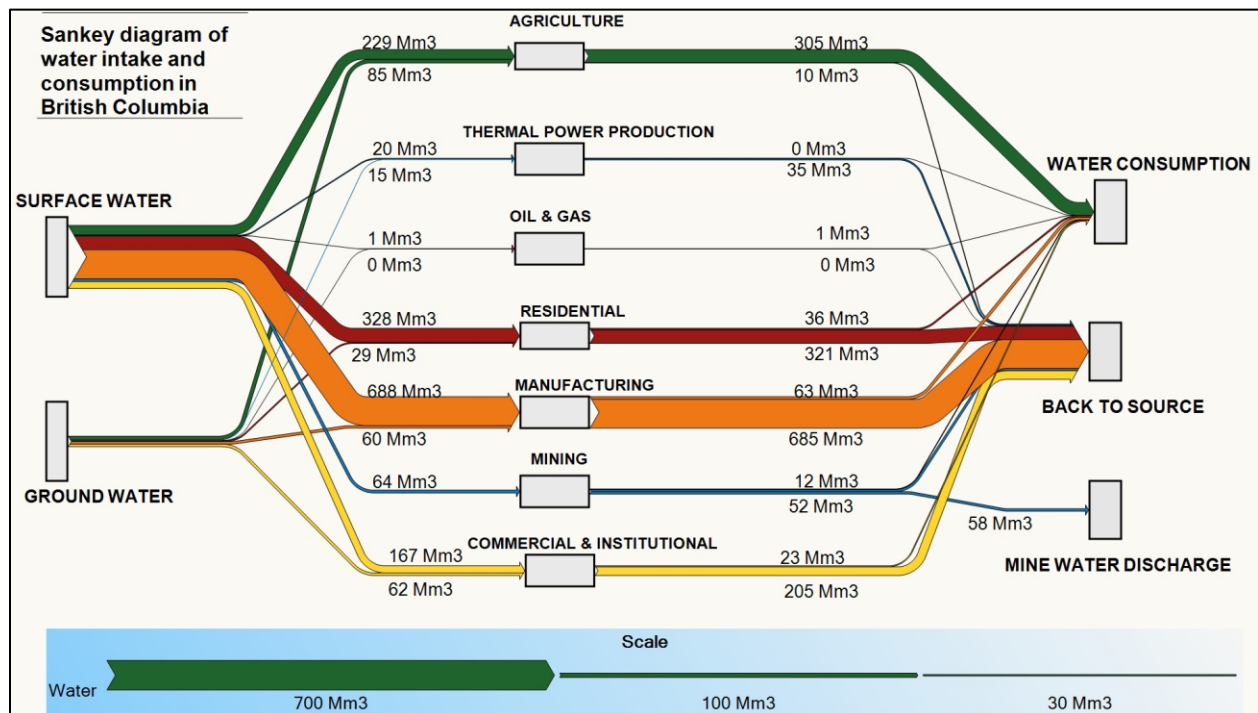 Sankey diagram of
water intake and
consumption in
British Columbia
AGRICULTURE
229 Mm3
305 Mm3
85 Mm3
10 Mm3
THERMAL POWER PRODUCTION
20 Mm3
0 Mm3
15 Mm3
35 Mm3
WATER CONSUMPTION
SURFACE WATER
OIL & GAS
1 Mm3
1 Mm3
0 Mm3
0 Mm3
RESIDENTIAL
328 Mm3
36 Mm3
29 Mm3
321 Mm3
MANUFACTURING
688 Mm3
63 Mm3
60 Mm3
685 Mm3
BACK TO SOURCE
GROUND WATER
MINING
64 Mm3
12 Mm3
52 Mm3
58 Mm3
COMMERCIAL & INSTITUTIONAL
167 Mm3
23 Mm3
62 Mm3
205 Mm3
MINE WATER DISCHARGE
Scale
Water
700 Mm3
100 Mm3
30 Mm3